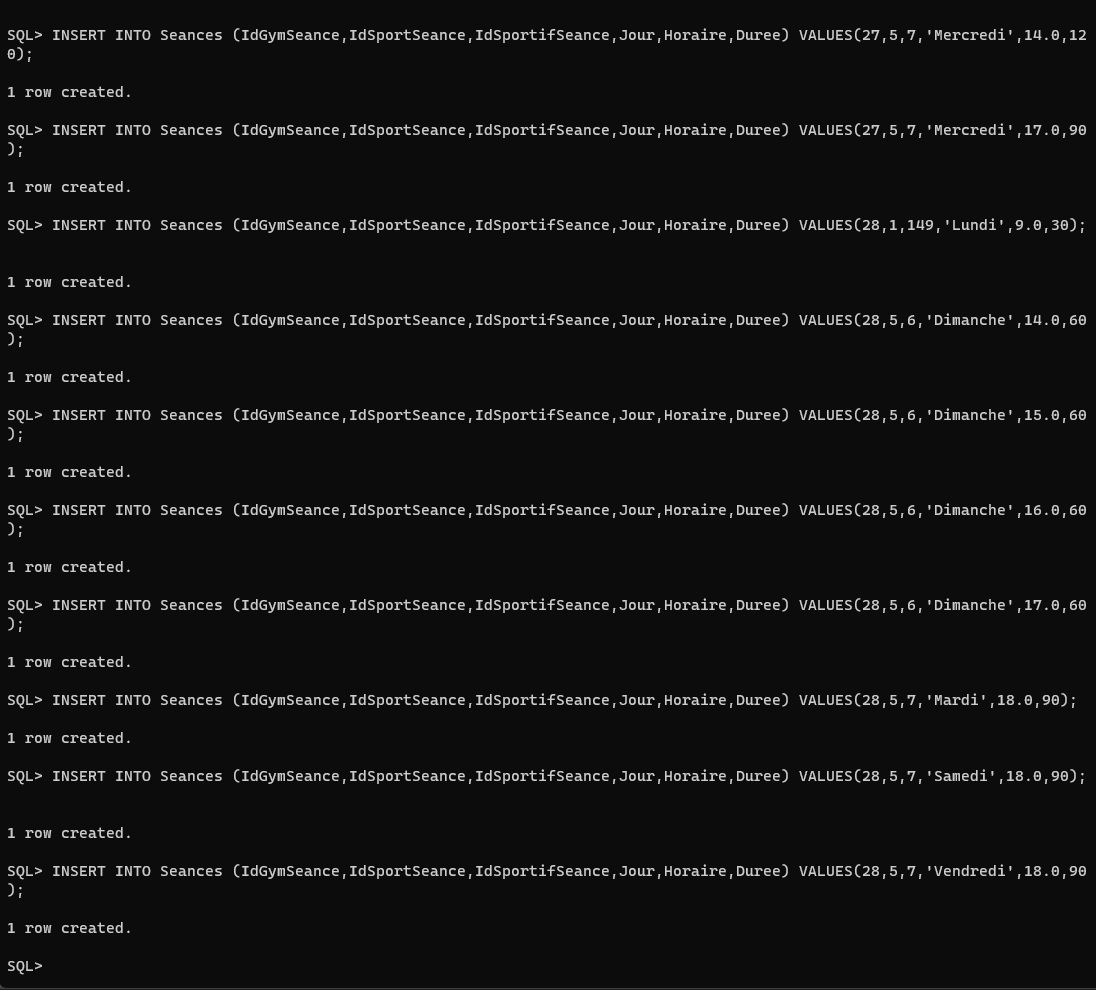 SQL> INSERT INTO Seances (IdGymSeance,IdSportSeance,IdSportifSeance,Jour,Horaire,Duree) VALUES(27,5,7,'Mercredi',14.0,12
0);
1 row created.
SQL> INSERT INTO Seances (IdGymSeance,IdSportSeance,IdSportifSeance,Jour,Horaire,Duree) VALUES(27,5,7,'Mercredi',17.0,90
);
1 row created.
SQL> INSERT INTO Seances (IdGymSeance,IdSportSeance,IdSportifSeance,Jour,Horaire,Duree) VALUES(28,1,149,'Lundi',9.0,30);
1 row created.
SQL> INSERT INTO Seances (IdGymSeance,IdSportSeance,IdSportifSeance,Jour,Horaire,Duree) VALUES(28,5,6,'Dimanche',14.0,60
);
1 row created.
SQL> INSERT INTO Seances (IdGymSeance,IdSportSeance,IdSportifSeance,Jour,Horaire,Duree) VALUES(28,5,6,'Dimanche',15.0,60
);
1 row created.
SQL> INSERT INTO Seances (IdGymSeance,IdSportSeance,IdSportifSeance,Jour,Horaire,Duree) VALUES(28,5,6,'Dimanche',16.0,60
);
1 row created.
SQL> INSERT INTO Seances (IdGymSeance,IdSportSeance,IdSportifSeance,Jour,Horaire,Duree) VALUES(28,5,6,'Dimanche',17.0,60
);
1 row created.
SQL> INSERT INTO Seances (IdGymSeance,IdSportSeance,IdSportifSeance,Jour,Horaire,Duree) VALUES(28,5,7,'Mardi',18.0,90);
1 row created.
SQL> INSERT INTO Seances (IdGymSeance,IdSportSeance,IdSportifSeance,Jour,Horaire,Duree) VALUES(28,5,7,'Samedi',18.0,90);
1 row created.
SQL> INSERT INTO Seances (IdGymSeance,IdSportSeance,IdSportifSeance,Jour,Horaire,Duree) VALUES(28,5,7,'Vendredi',18.0,90
);
1 row created.
SQL>